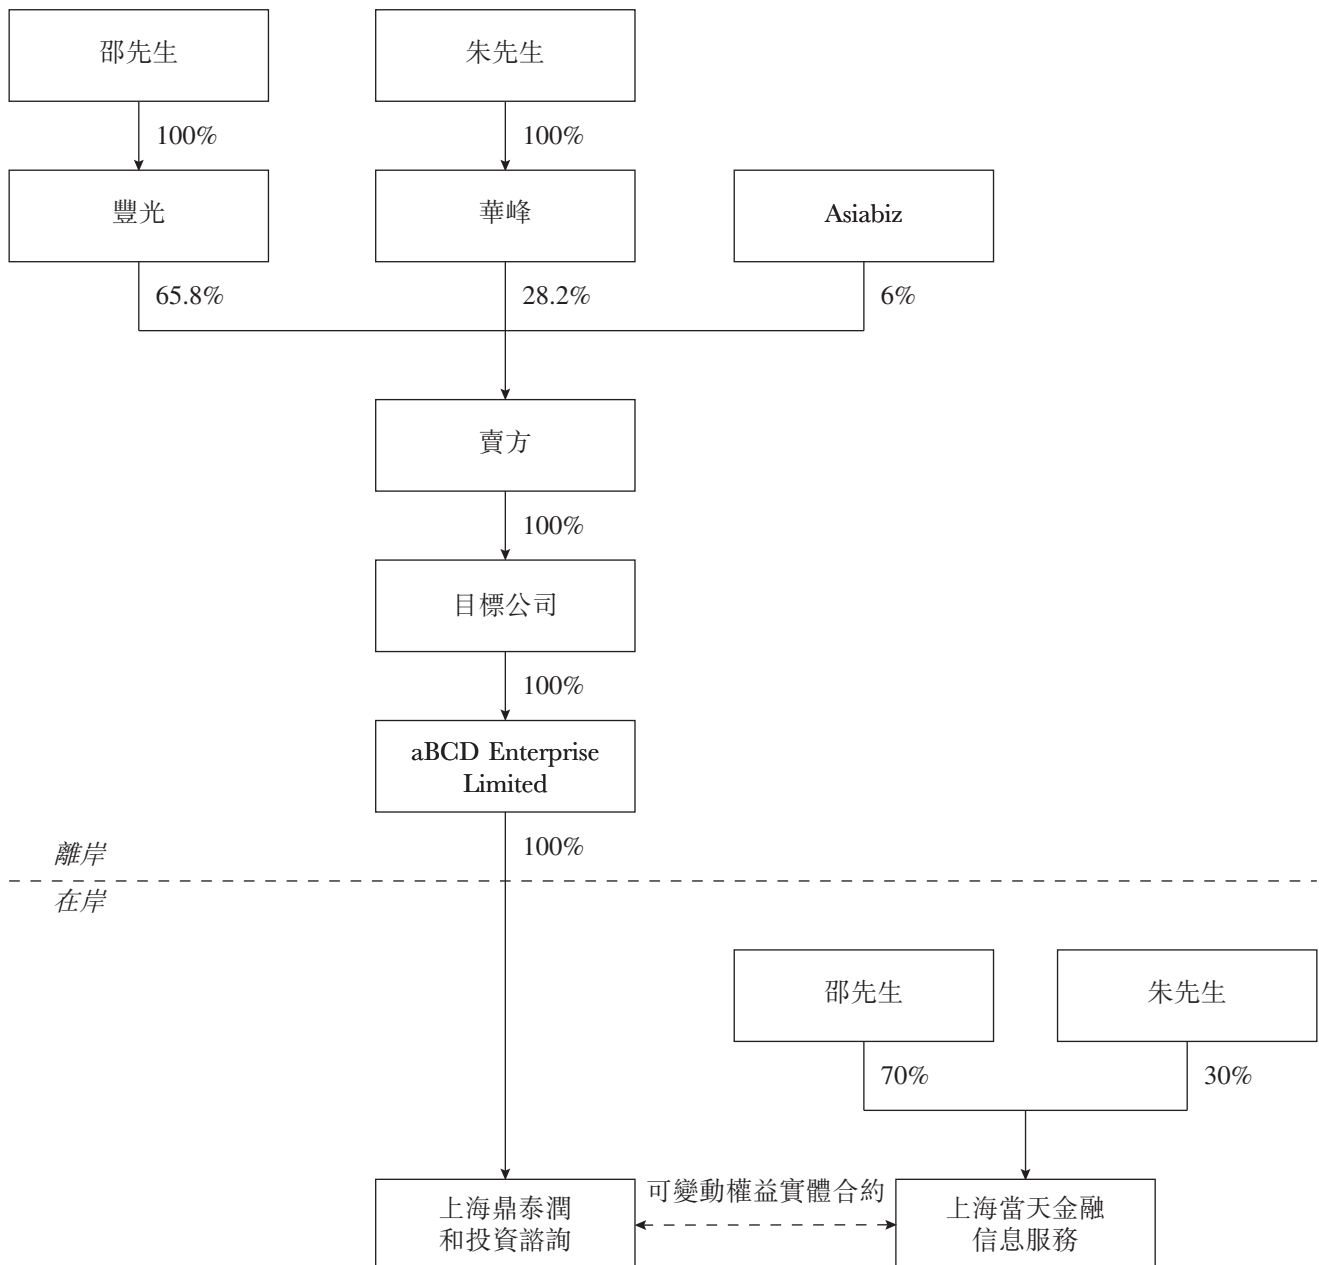 邵先生
朱先生
100%
100%
豐光
華峰
Asiabiz
65.8%
28.2%
6%
賣方
100%
目標公司
100%
aBCD Enterprise
Limited
100%
離岸
在岸
邵先生
朱先生
70%
30%
上海鼎泰潤
和投資諮詢
可變動權益實體合約
上海當天金融
信息服務